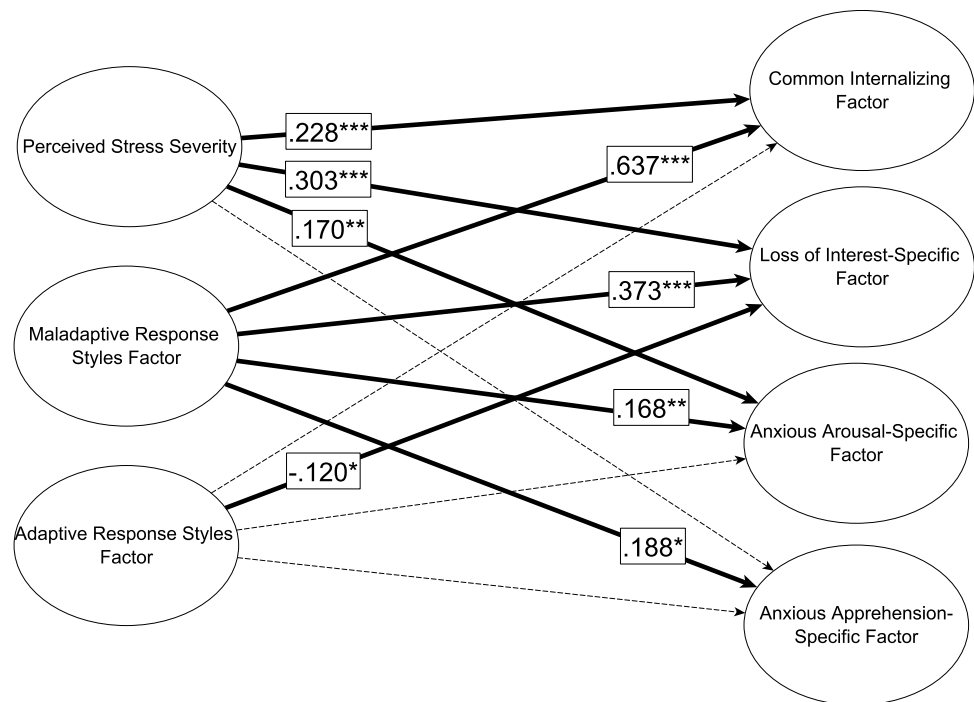 Common Internalizing
Factor
Perceived Stress Severity
.228***
.637***
.303***
.170**
Loss of Interest-Specific
Factor
.373***
Maladaptive Response
Styles Factor
.168**
Anxious Arousal-Specific
Factor
-.120*
Adaptive Response Styles
Factor
.188*
Anxious Apprehension-
Specific Factor